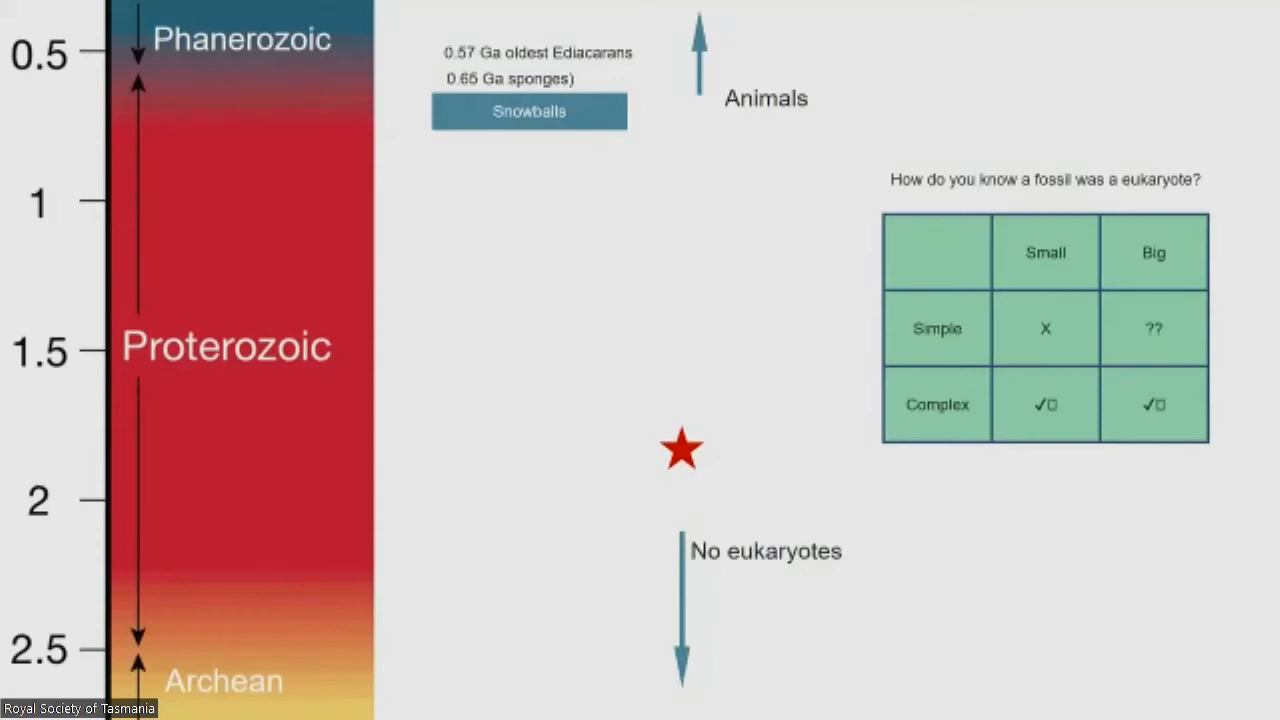 0.5
Phanerozoic
0.57 Ga oldest Ediacarans
0.65 Ga sponges)
Snowballs
Animals
1
How do you know a fossil was a eukaryote?
Small Big
Simple X ??
Complex ✓□ ✓□
1.5
Proterozoic
2
No eukaryotes
2.5
Archean
Royal Society of Tasmania